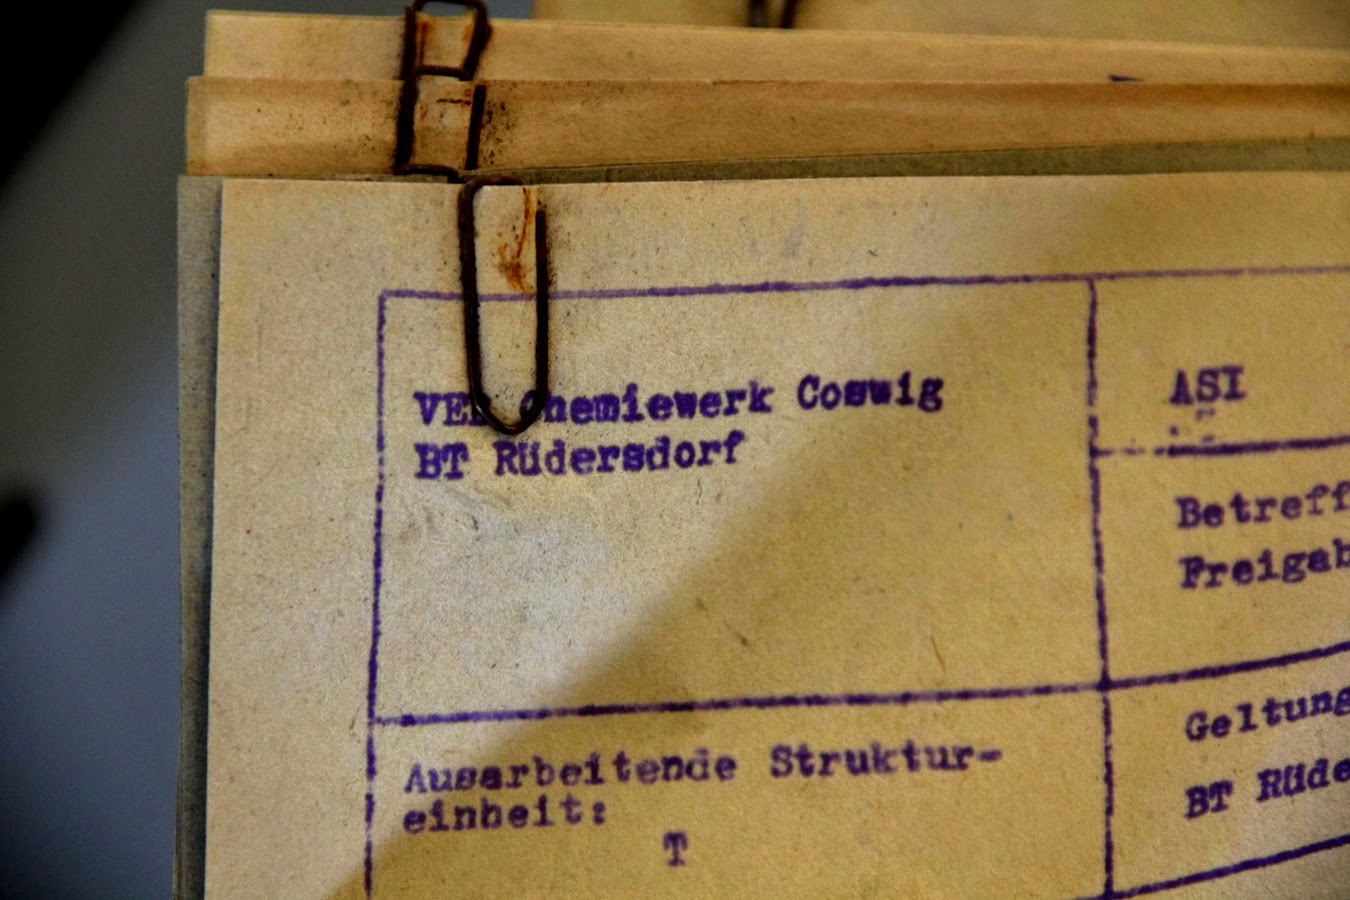 VEB Chemiewerk Coswig
BT Rüdersdorf
ASI
Betreff
Freigab
Ausarbeitende Struktur-
einheit:
T
Geltung
BT Rüde